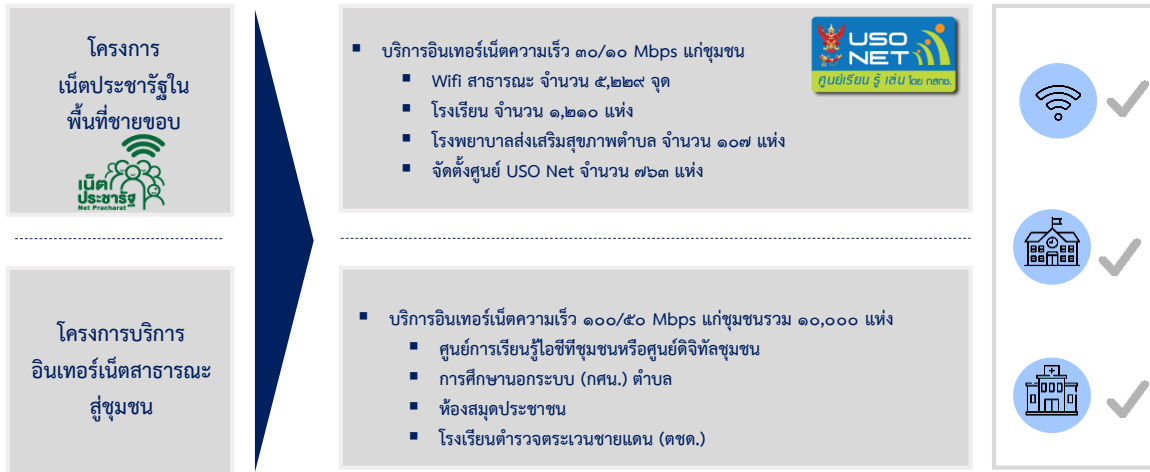 โครงการ
เน็ตประชารัฐใน
พื้นที่ชายขอบ
เน็ต
ประชารัฐ
Net Pracharat
▪ บริการอินเทอร์เน็ตความเร็ว ๓๐/๑๐ Mbps แก่ชุมชน
▪ Wifi สาธารณะ จำนวน ๕,๒๒๙ จุด
▪ โรงเรียน จำนวน ๑,๒๑๐ แห่ง
▪ โรงพยาบาลส่งเสริมสุขภาพตำบล จำนวน ๑๐๗ แห่ง
▪ จัดตั้งศูนย์ USO Net จำนวน ๗๖๓ แห่ง
USO
NET
ศูนย์เรียน รู้ เล่น โดย กสทช.
โครงการบริการ
อินเทอร์เน็ตสาธารณะ
สู่ชุมชน
▪ บริการอินเทอร์เน็ตความเร็ว ๑๐๐/๕๐ Mbps แก่ชุมชนรวม ๑๐,๐๐๐ แห่ง
▪ ศูนย์การเรียนรู้ไอซีทีชุมชนหรือศูนย์ดิจิทัลชุมชน
▪ การศึกษานอกระบบ (กศน.) ตำบล
▪ ห้องสมุดประชาชน
▪ โรงเรียนตำรวจตระเวนชายแดน (ตชด.)